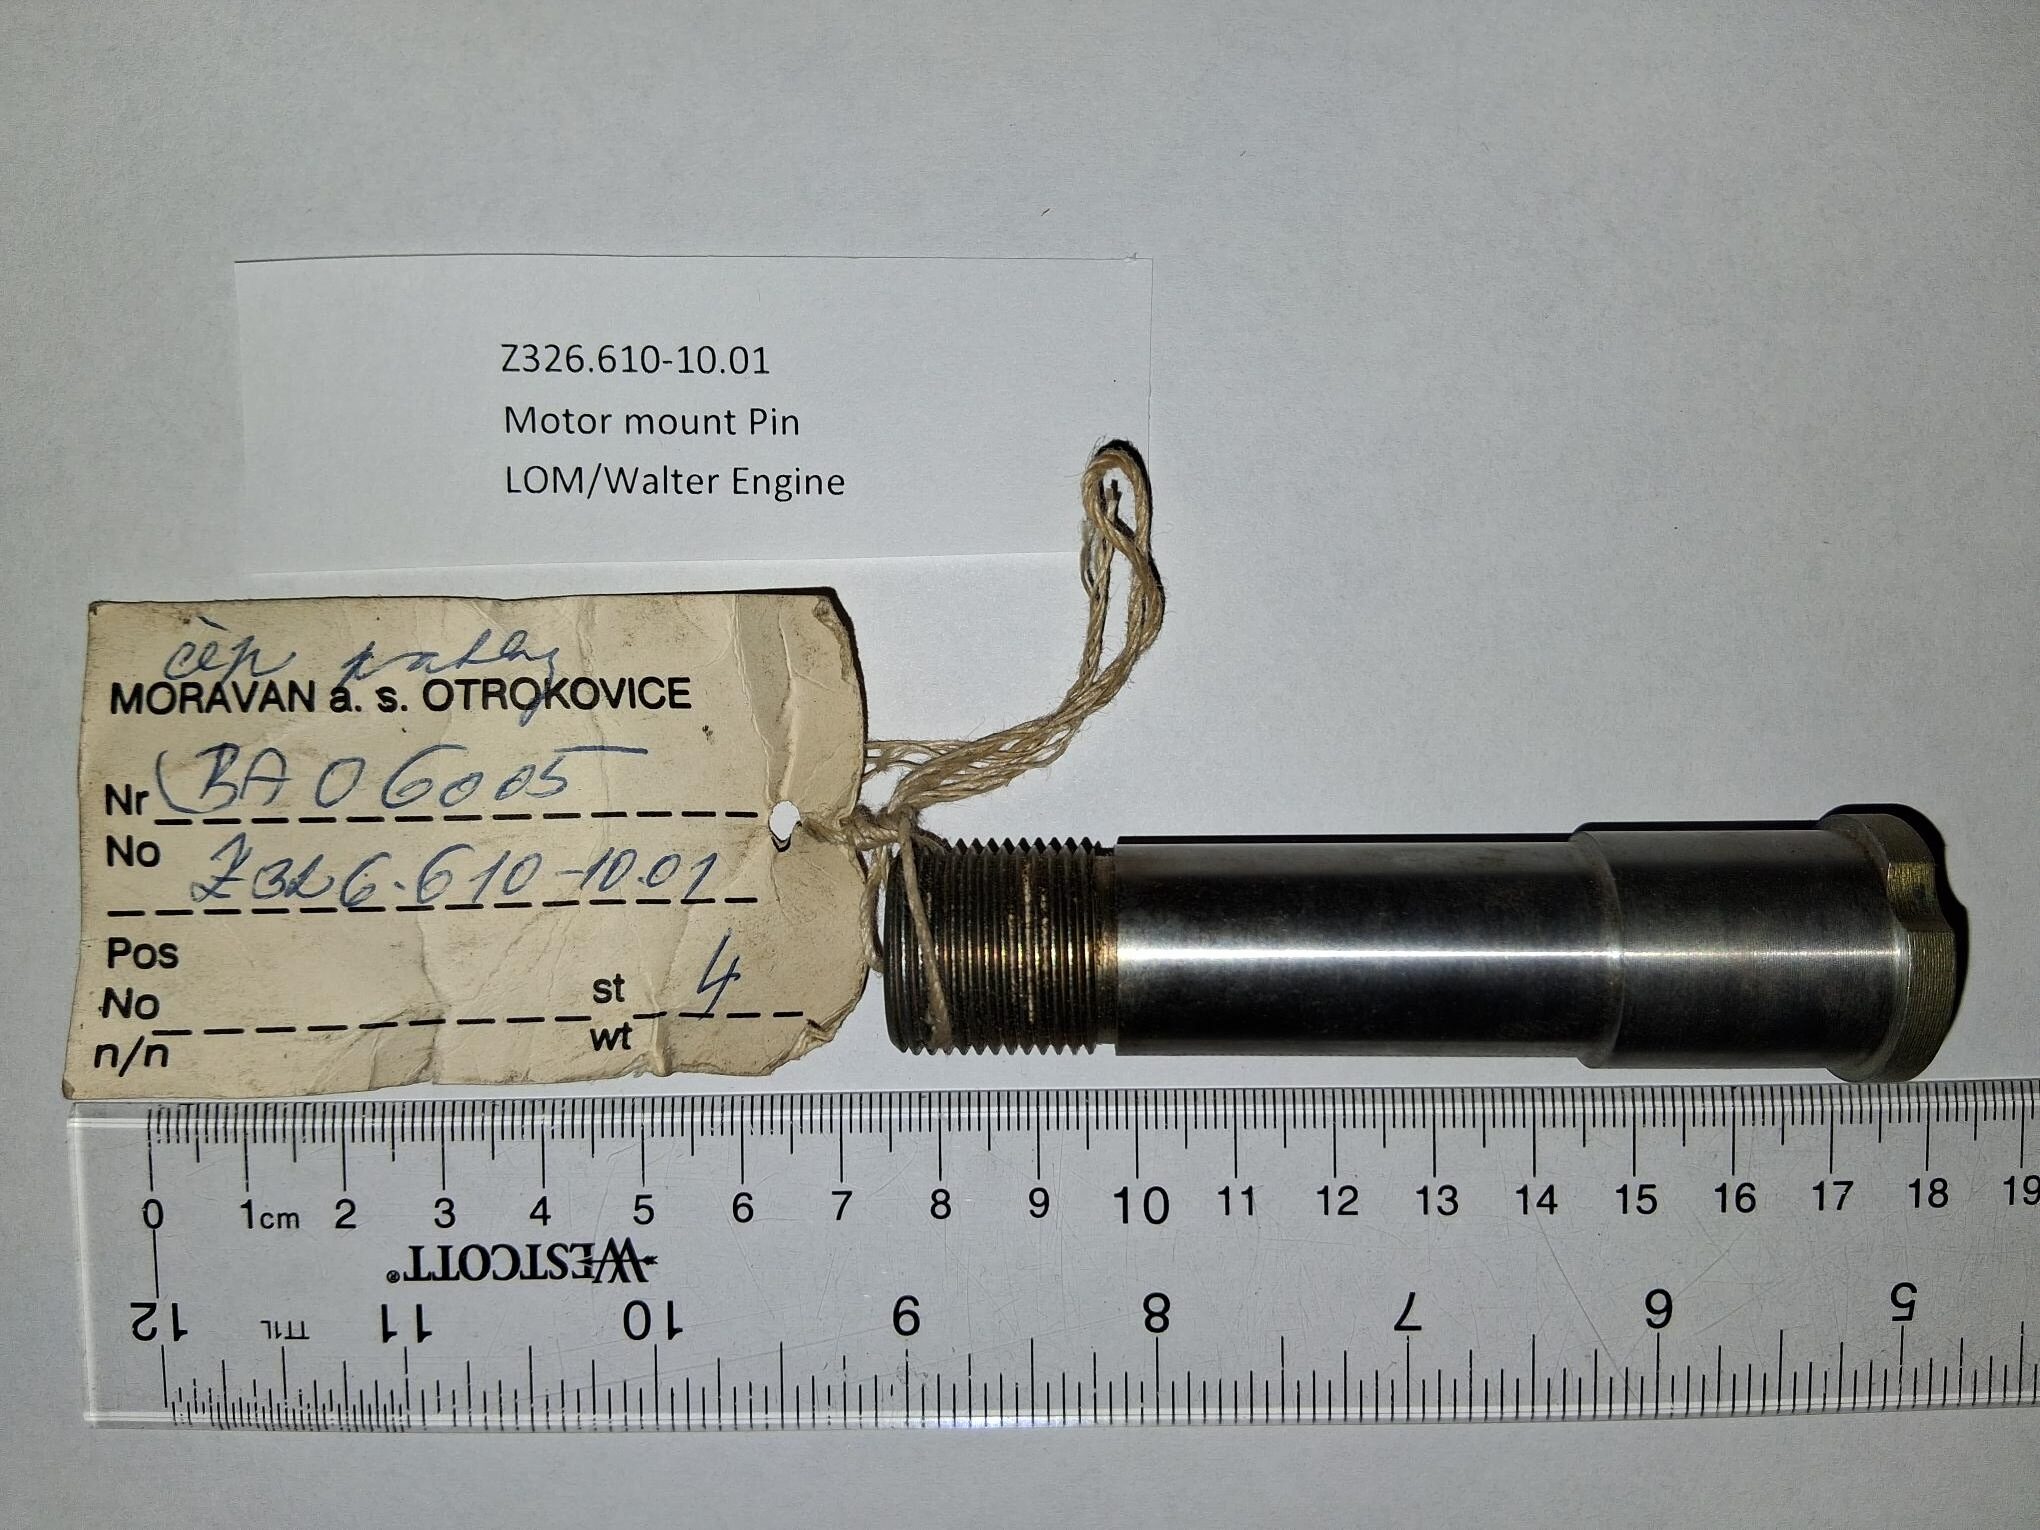 Z326.610-10.01
Motor mount Pin
LOM/Walter Engine
čep
MORAVAN a. s. OTROKOVICE
Nr BA 06005
No Z326.610-10.01
Pos
No st 4
n/n wt
0 1cm 2 3 4 5 6 7 8 9 10 11 12 13 14 15 16 17 18 19
WESTCOTT®
12 11 10 9 8 7 6 5